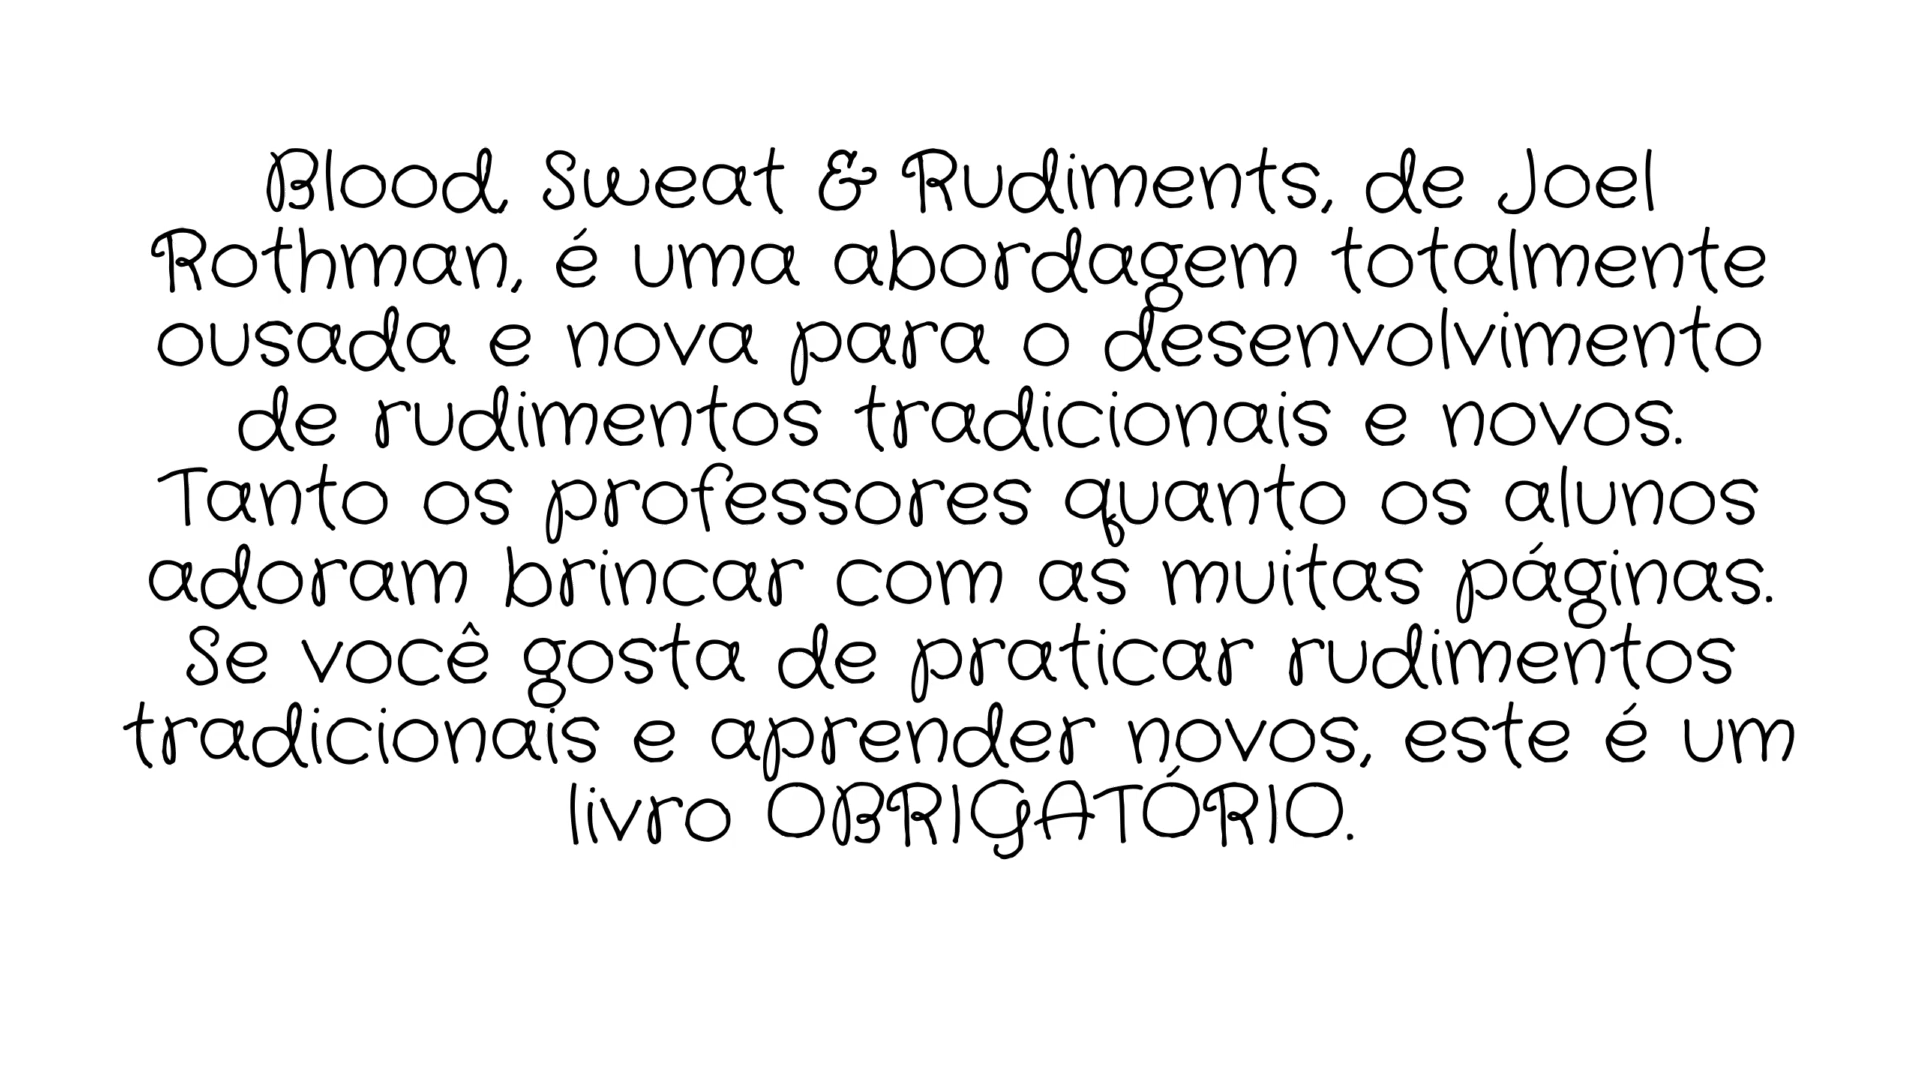 Blood, Sweat & Rudiments, de Joel
Rothman, é uma abordagem totalmente
ousada e nova para o desenvolvimento
de rudimentos tradicionais e novos.
Tanto os professores quanto os alunos
adoram brincar com as muitas páginas.
Se você gosta de praticar rudimentos
tradicionais e aprender novos, este é um
livro OBRIGATÓRIO.